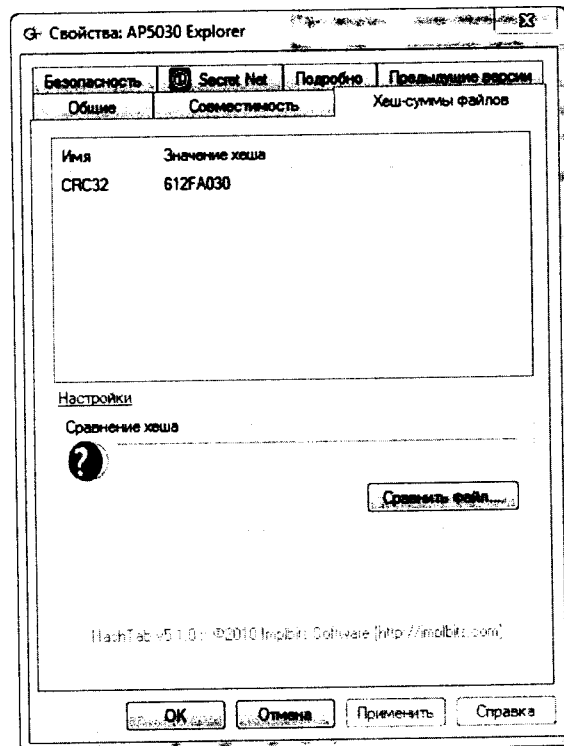 Свойства: AP5030 Explorer
Безопасность Secret Net Подробно Предыдущие версии
Общие Совместимость Хеш-суммы файлов
Имя Значение хеша
CRC32 612FA030
Настройки
Сравнение хеша
Сравнить файл...
HashTab v5.1.0 : ©2010 Implbits Software (http://implbits.com)
OK Отмена Применить Справка